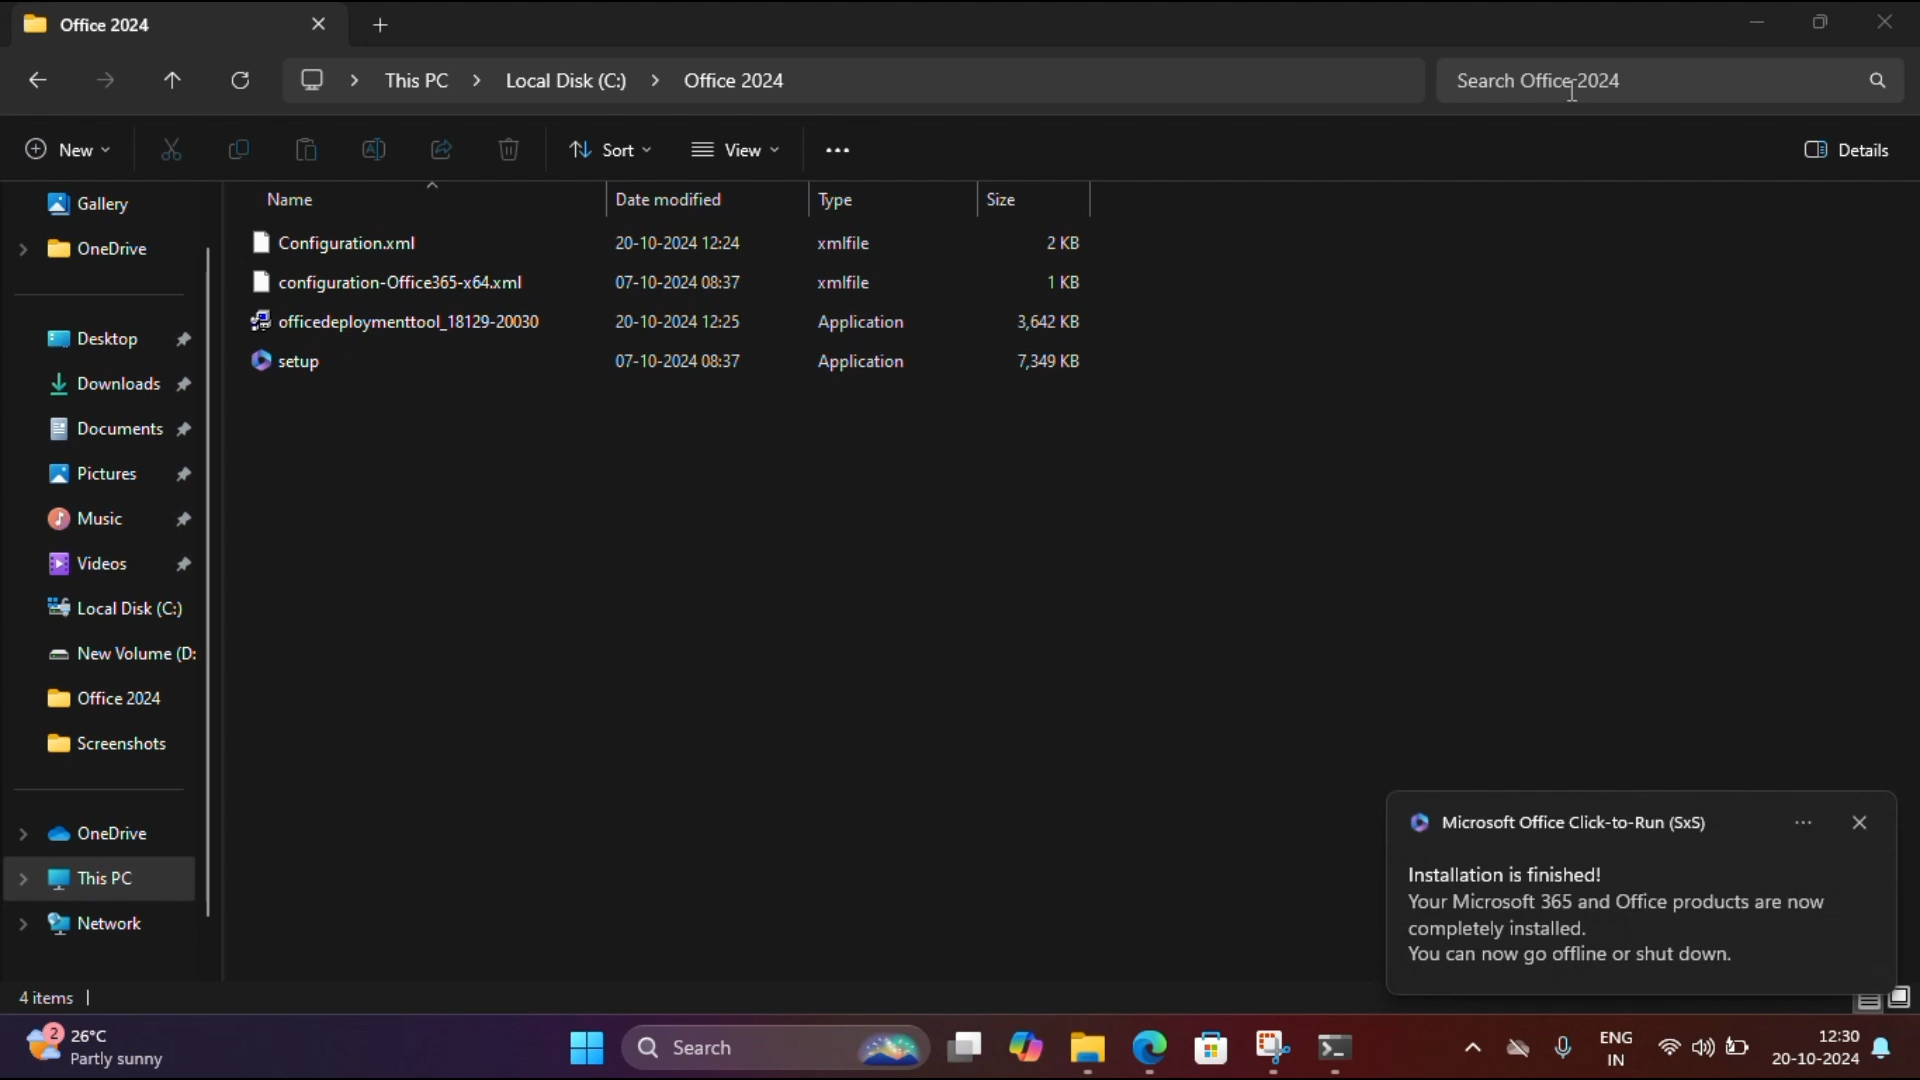 Office 2024
This PC
Local Disk (C:)
Office 2024
Search Office 2024
New
Sort
View
Details
Name
Date modified
Type
Size
Configuration.xml
20-10-2024 12:24
xmlfile
2 KB
configuration-Office365-x64.xml
07-10-2024 08:37
xmlfile
1 KB
officedeploymenttool_18129-20030
20-10-2024 12:25
Application
3,642 KB
setup
07-10-2024 08:37
Application
7,349 KB
Gallery
OneDrive
Desktop
Downloads
Documents
Pictures
Music
Videos
Local Disk (C:)
New Volume (D:
Office 2024
Screenshots
OneDrive
This PC
Network
Microsoft Office Click-to-Run (SxS)
Installation is finished!
Your Microsoft 365 and Office products are now
completely installed.
You can now go offline or shut down.
4 items
2
26°C
Partly sunny
Search
ENG
IN
12:30
20-10-2024